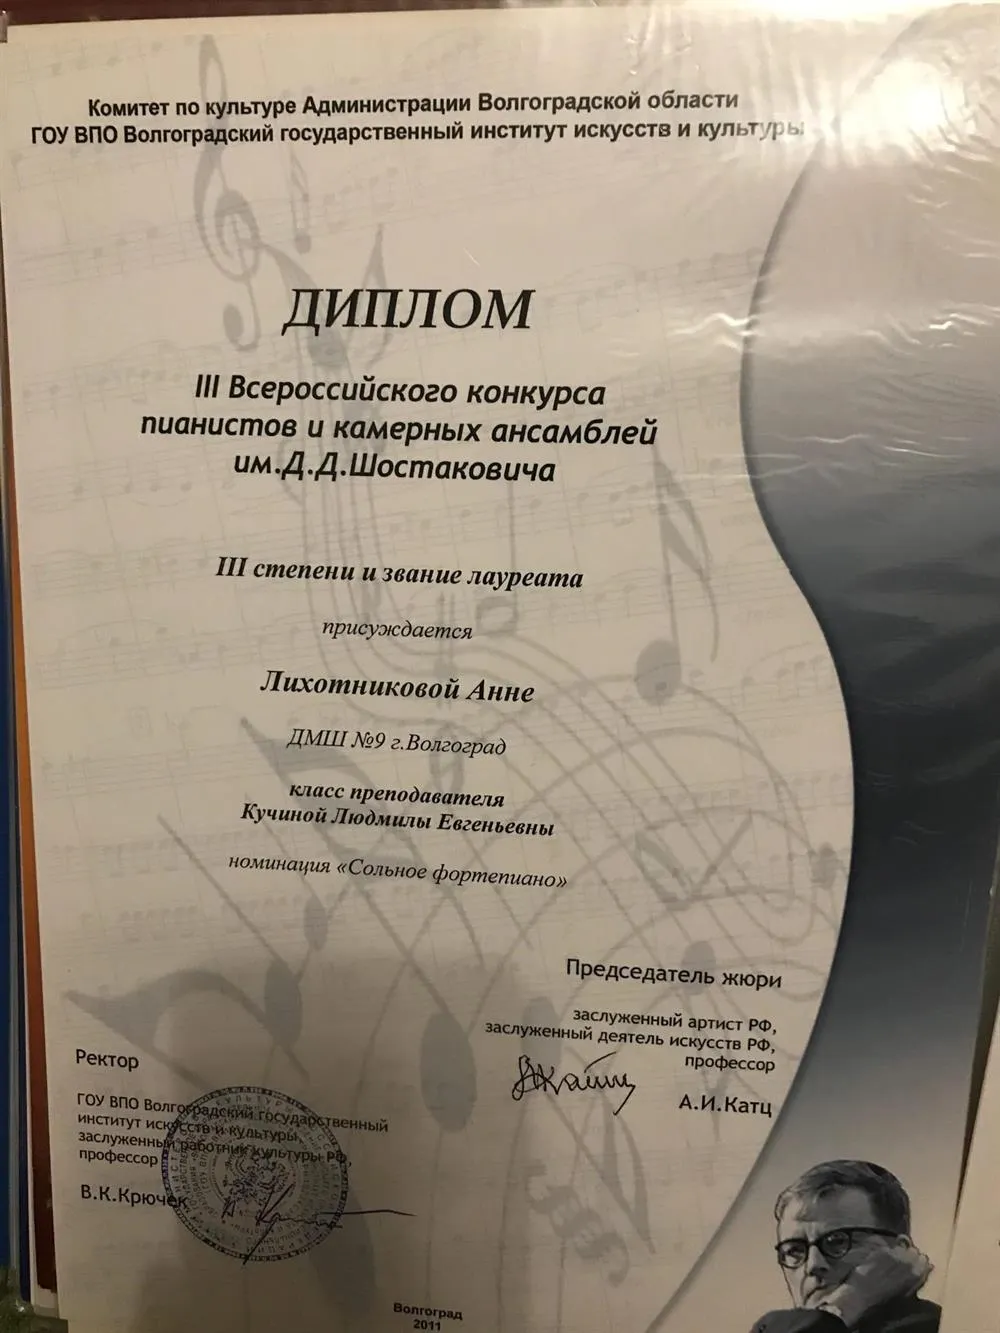 Комитет по культуре Администрации Волгоградской области
ГОУ ВПО Волгоградский государственный институт искусств и культуры
ДИПЛОМ
III Всероссийского конкурса
пианистов и камерных ансамблей
им.Д.Д.Шостаковича
III степени и звание лауреата
присуждается
Лихотниковой Анне
ДМШ №9 г.Волгоград
класс преподавателя
Кучиной Людмилы Евгеньевны
номинация «Сольное фортепиано»
Председатель жюри
заслуженный артист РФ,
заслуженный деятель искусств РФ,
профессор
А.И.Катц
Ректор
ГОУ ВПО Волгоградский государственный
институт искусств и культуры,
заслуженный работник культуры РФ,
профессор
В.К.Крючек
Волгоград
2011